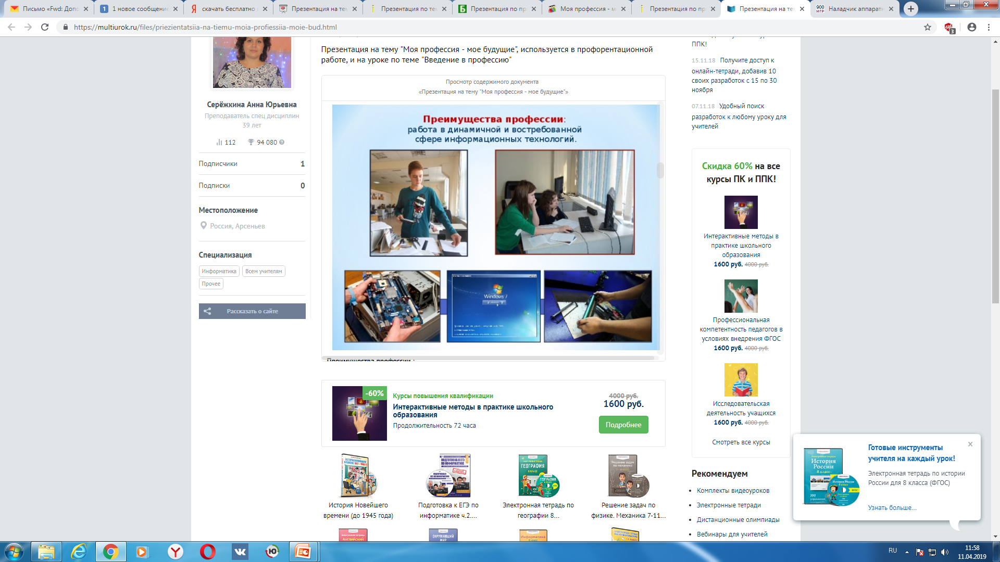 Письмо «Fwd: Допо
1 новое сообщение
скачать бесплатно
Презентация на тем
Презентация по тем
Презентация по пр
Моя профессия - м
Презентация по пр
Презентация на тем
Наладчик аппаратн
https://multiurok.ru/files/priezientatsiia-na-tiemu-moia-profiessiia-moie-bud.html
3
Презентация на тему "Моя профессия - мое будущие", используется в профорентационной
работе, и на уроке по теме "Введение в профессию"
Просмотр содержимого документа
«Презентация на тему "Моя профессия - мое будущие"»
Преимущества профессии:
работа в динамичной и востребованной
сфере информационных технологий.
Windows 7
Преимущества профессии :
Серёжкина Анна Юрьевна
Преподаватель спец дисциплин
39 лет
112 94 080
Подписчики 1
Подписки 0
Местоположение
Россия, Арсеньев
Специализация
Информатика Всем учителям
Прочее
Рассказать о сайте
ППК!
15.11.18 Получите доступ к
онлайн-тетради, добавив 10
своих разработок с 15 по 30
ноября
07.11.18 Удобный поиск
разработок к любому уроку для
учителей
Скидка 60% на все
курсы ПК и ППК!
Интерактивные методы в
практике школьного
образования
1600 руб. 4000 руб.
Профессиональная
компетентность педагогов в
условиях внедрения ФГОС
1600 руб. 4000 руб.
Исследовательская
деятельность учащихся
1600 руб. 4000 руб.
Смотреть все курсы
-60%
Курсы повышения квалификации
Интерактивные методы в практике школьного
образования
Продолжительность 72 часа
4000 руб.
1600 руб.
Подробнее
История Новейшего
времени (до 1945 года)
Подготовка к ЕГЭ по
информатике ч.2....
Электронная тетрадь по
географии 8...
Решение задач по
физике. Механика 7-11...
Рекомендуем
Комплекты видеоуроков
Электронные тетради
Дистанционные олимпиады
Вебинары для учителей
Готовые инструменты
учителя на каждый урок!
Электронная тетрадь по истории
России для 8 класса (ФГОС)
Узнать больше...
История
России
8 класс
RU
11:58
11.04.2019